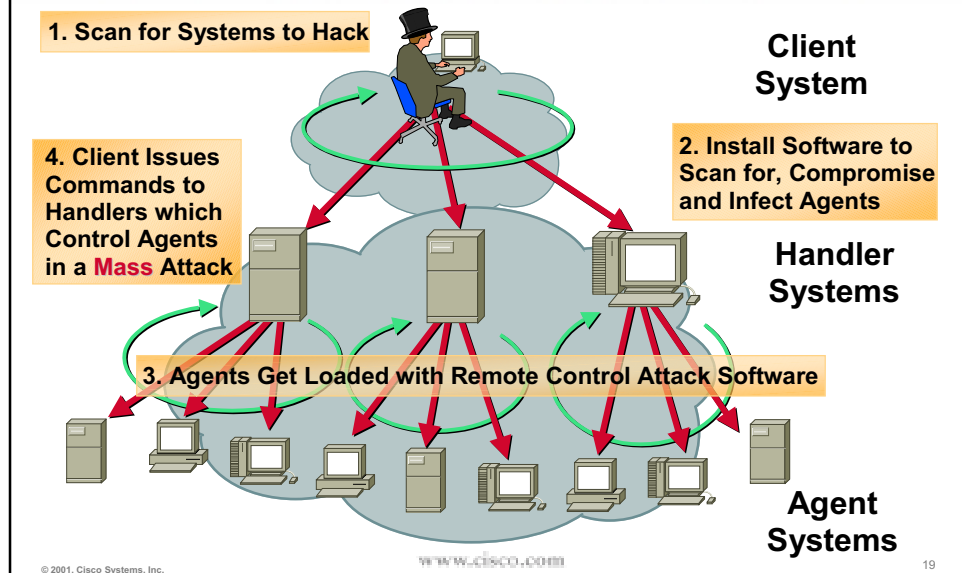 1. Scan for Systems to Hack
Client
System
4. Client Issues
Commands to
Handlers which
Control Agents
in a Mass Attack
2. Install Software to
Scan for, Compromise
and Infect Agents
Handler
Systems
3. Agents Get Loaded with Remote Control Attack Software
Agent
Systems
© 2001, Cisco Systems, Inc.
www.cisco.com
19